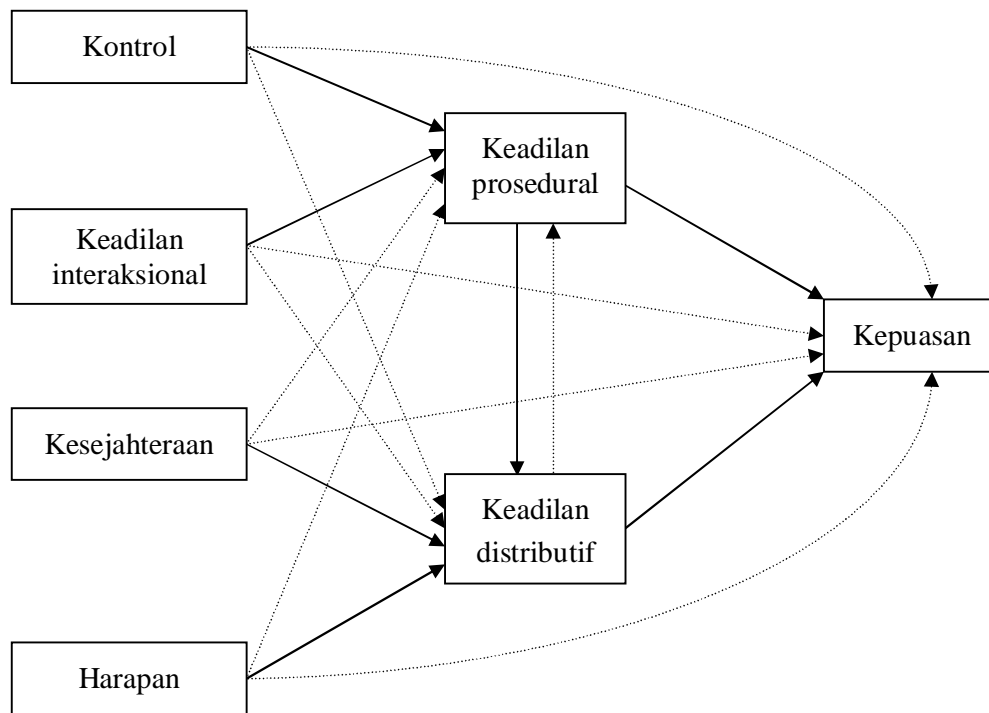 Kontrol
Keadilan
prosedural
Keadilan
interaksional
Kepuasan
Kesejahteraan
Keadilan
distributif
Harapan